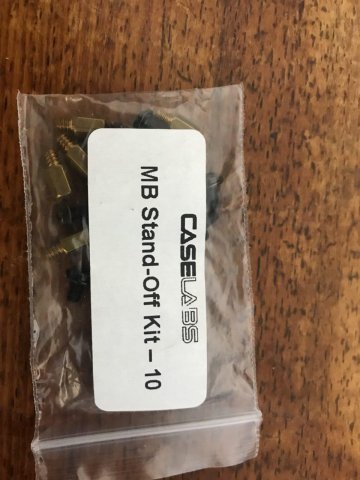 CASELABS
MB Stand-Off Kit – 10